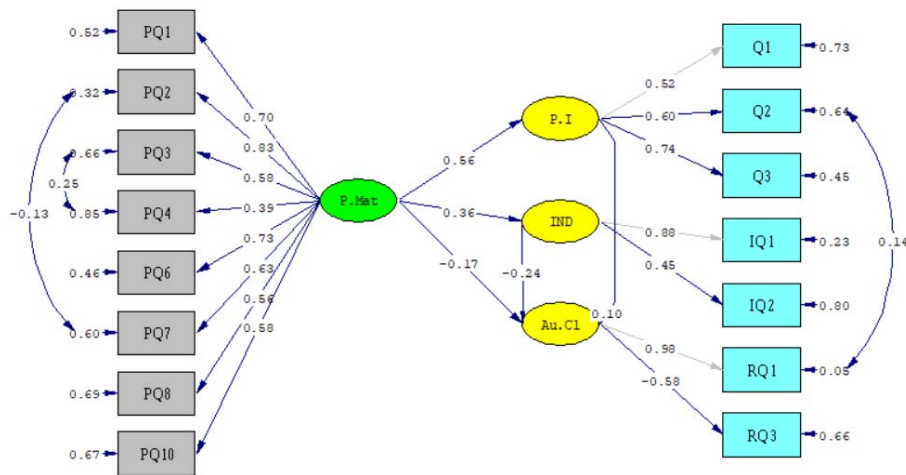 0.52 PQ1
0.32 PQ2
0.66 PQ3
0.25
0.85 PQ4
-0.13
0.46 PQ6
0.60 PQ7
0.69 PQ8
0.67 PQ10
0.70
0.83
0.58
0.39
0.73
0.63
0.56
0.58
P.Mat
0.56
0.36
-0.17
P.I
IND
-0.24
Au.Cl
0.10
0.52
0.60
0.74
0.88
0.45
0.98
-0.58
Q1 0.73
Q2 0.64
Q3 0.45
IQ1 0.23
0.14
IQ2 0.80
RQ1 0.05
RQ3 0.66